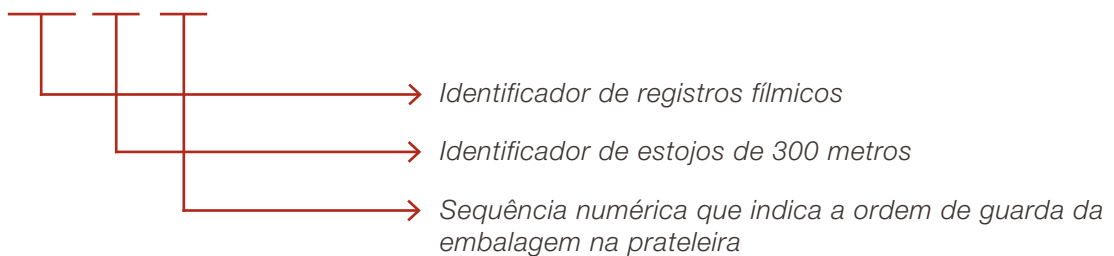 Identificador de registros fílmicos
Identificador de estojos de 300 metros
Sequência numérica que indica a ordem de guarda da
embalagem na prateleira